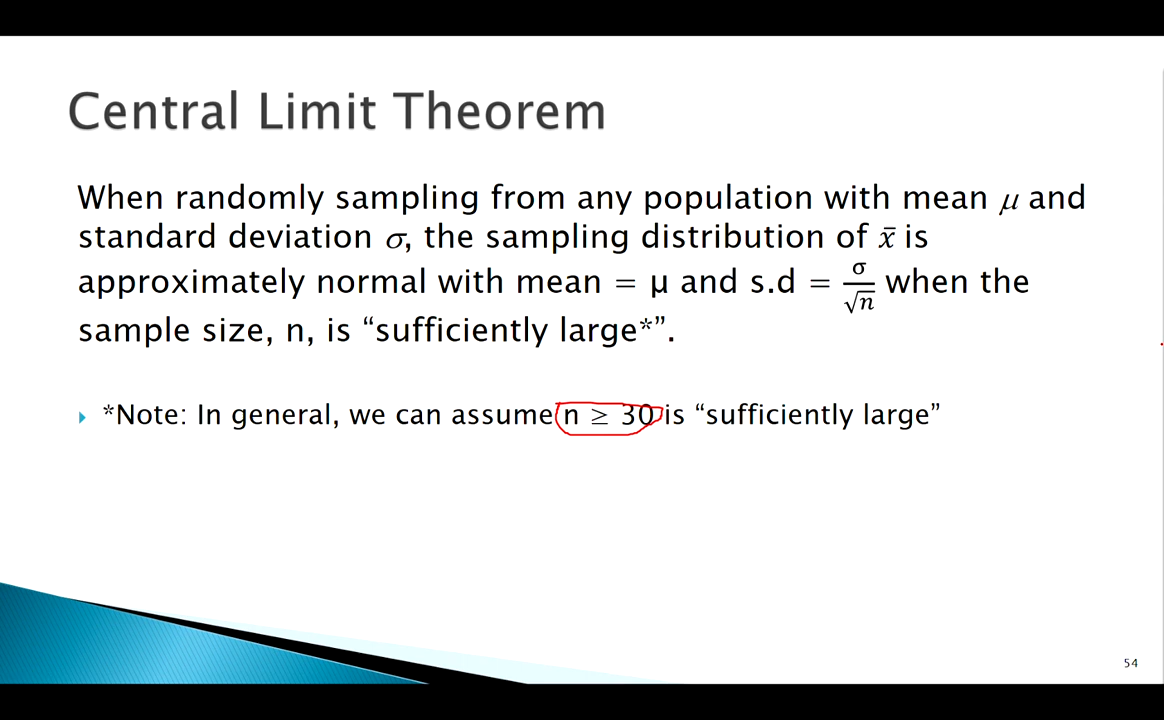 Central Limit Theorem
When randomly sampling from any population with mean μ and
standard deviation σ, the sampling distribution of x̄ is
approximately normal with mean = μ and s.d = σ/√n when the
sample size, n, is “sufficiently large*”.
*Note: In general, we can assume n ≥ 30 is “sufficiently large”
54